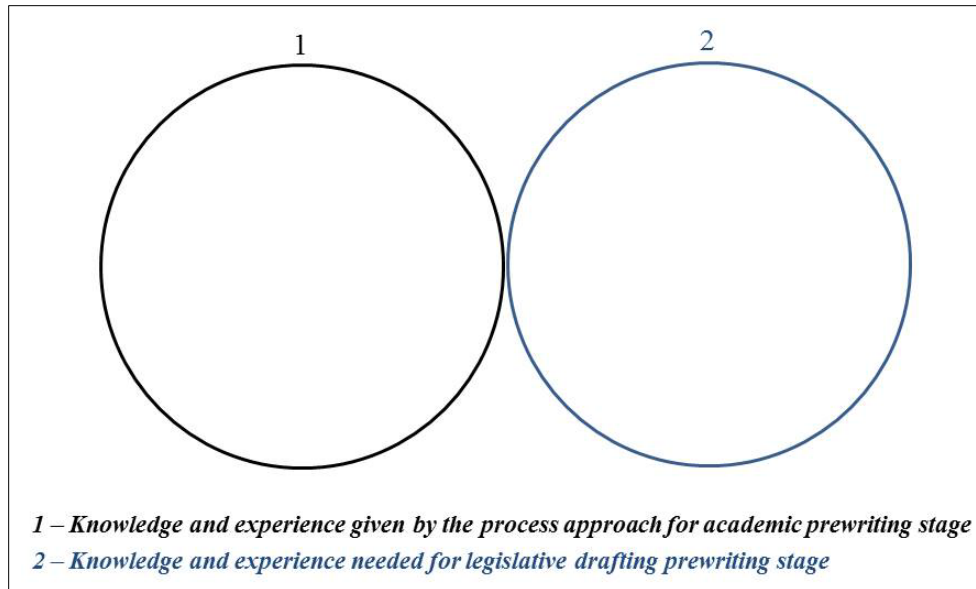 1
2
1 – Knowledge and experience given by the process approach for academic prewriting stage
2 – Knowledge and experience needed for legislative drafting prewriting stage